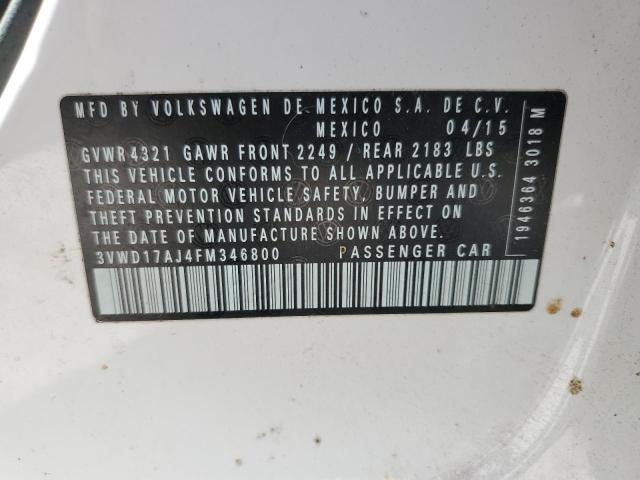 MFD BY VOLKSWAGEN DE MEXICO S.A. DE C.V.
MEXICO 04/15
GVWR4321 GAWR FRONT 2249 / REAR 2183 LBS
THIS VEHICLE CONFORMS TO ALL APPLICABLE U.S.
FEDERAL MOTOR VEHICLE SAFETY, BUMPER AND
THEFT PREVENTION STANDARDS IN EFFECT ON
THE DATE OF MANUFACTURE SHOWN ABOVE.
3VWD17AJ4FM346800 PASSENGER CAR
1946364 3018 M